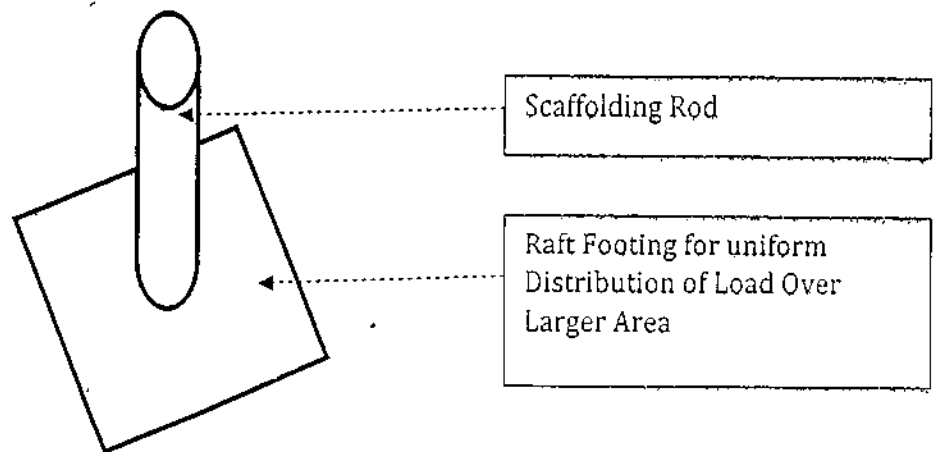 Scaffolding Rod
Raft Footing for uniform
Distribution of Load Over
Larger Area